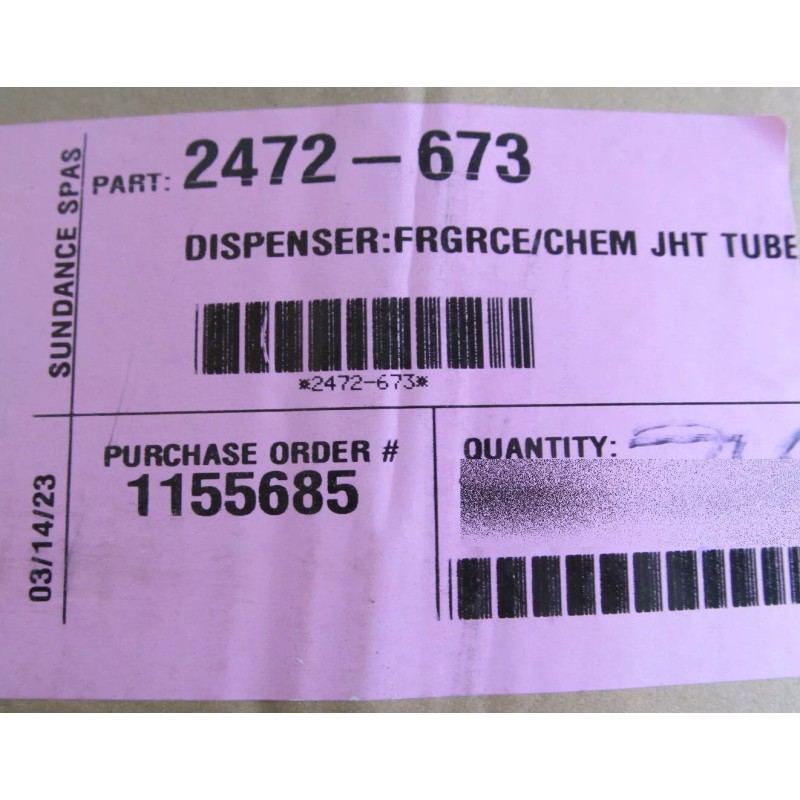 SUNDANCE SPAS
PART: 2472-673
DISPENSER:FRGRCE/CHEM JHT TUBE
*2472-673*
03/14/23
PURCHASE ORDER #
1155685
QUANTITY: